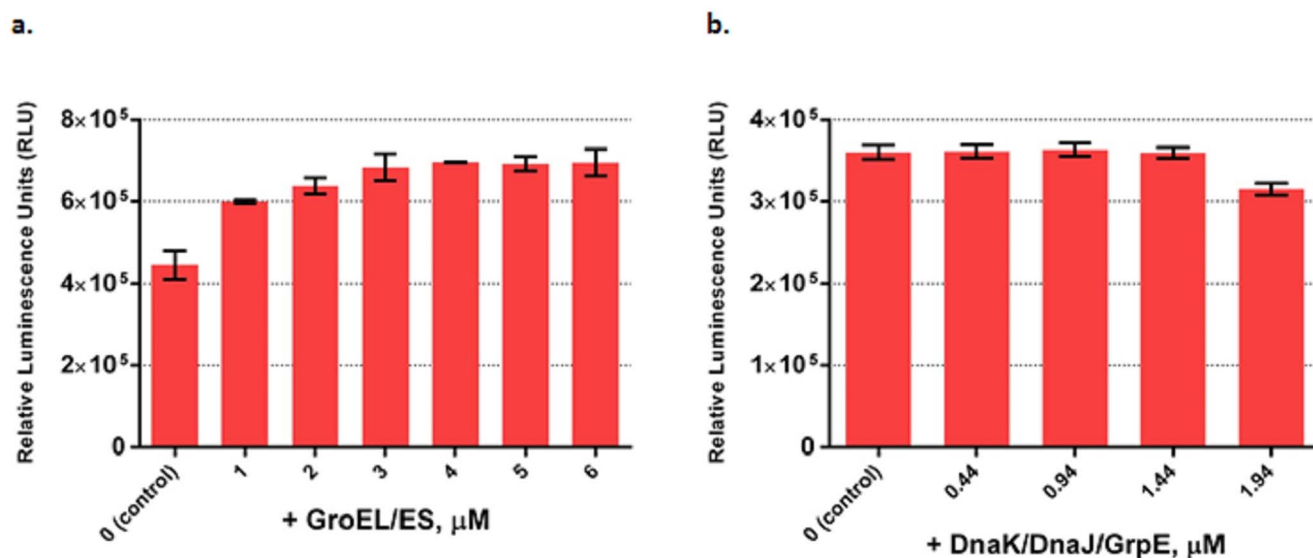 a.
Relative Luminescence Units (RLU)
8×10⁵
6×10⁵
4×10⁵
2×10⁵
0
0 (control)
1
2
3
4
5
6
+ GroEL/ES, μM
b.
Relative Luminescence Units (RLU)
4×10⁵
3×10⁵
2×10⁵
1×10⁵
0
0 (control)
0.44
0.94
1.44
1.94
+ DnaK/DnaJ/GrpE, μM